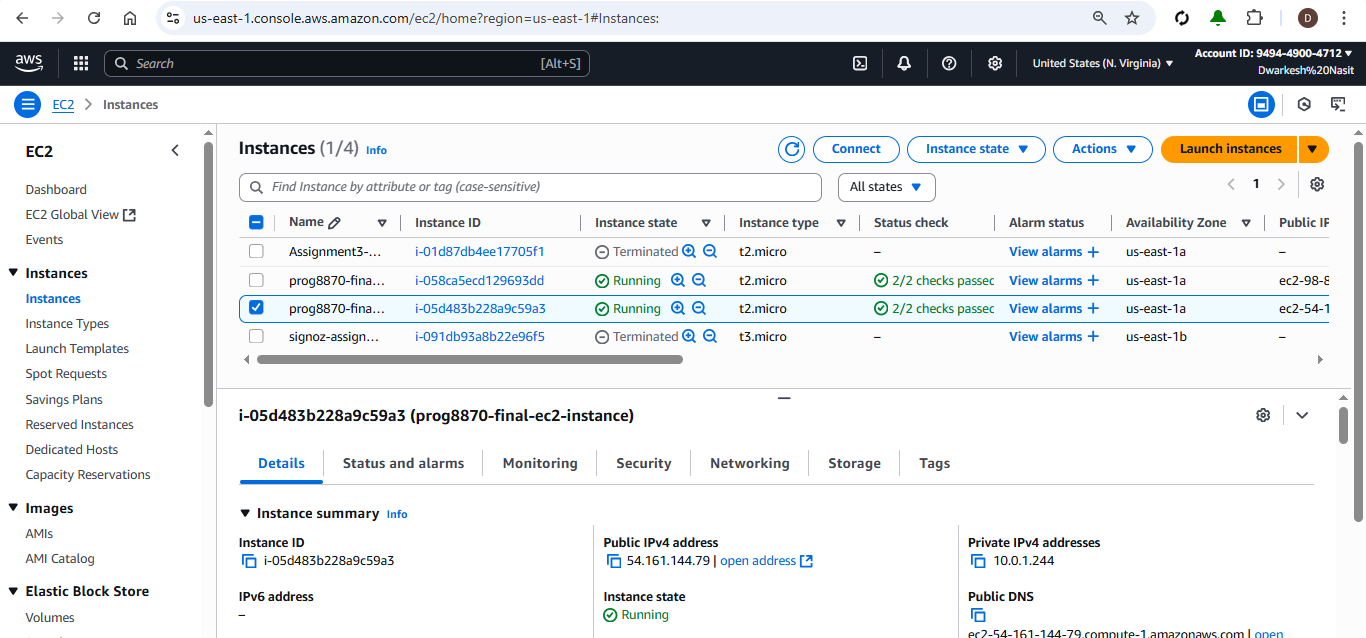 us-east-1.console.aws.amazon.com/ec2/home?region=us-east-1#Instances:
D
aws
Search [Alt+S]
United States (N. Virginia)
Account ID: 9494-4900-4712
Dwarkesh%20Nasit
EC2 > Instances
EC2
Dashboard
EC2 Global View
Events
Instances
Instances
Instance Types
Launch Templates
Spot Requests
Savings Plans
Reserved Instances
Dedicated Hosts
Capacity Reservations
Images
AMIs
AMI Catalog
Elastic Block Store
Volumes
Instances (1/4) Info
Connect
Instance state
Actions
Launch instances
Find Instance by attribute or tag (case-sensitive)
All states
1
Name Instance ID Instance state Instance type Status check Alarm status Availability Zone Public IP
Assignment3-... i-01d87db4ee17705f1 Terminated t2.micro – View alarms + us-east-1a –
prog8870-fina... i-058ca5ecd129693dd Running t2.micro 2/2 checks passed View alarms + us-east-1a ec2-98-8
prog8870-fina... i-05d483b228a9c59a3 Running t2.micro 2/2 checks passed View alarms + us-east-1a ec2-54-1
signoz-assign... i-091db93a8b22e96f5 Terminated t3.micro – View alarms + us-east-1b –
i-05d483b228a9c59a3 (prog8870-final-ec2-instance)
Details Status and alarms Monitoring Security Networking Storage Tags
Instance summary Info
Instance ID
i-05d483b228a9c59a3
IPv6 address
–
Public IPv4 address
54.161.144.79 | open address
Instance state
Running
Private IPv4 addresses
10.0.1.244
Public DNS
ec2-54-161-144-79.compute-1.amazonaws.com | open